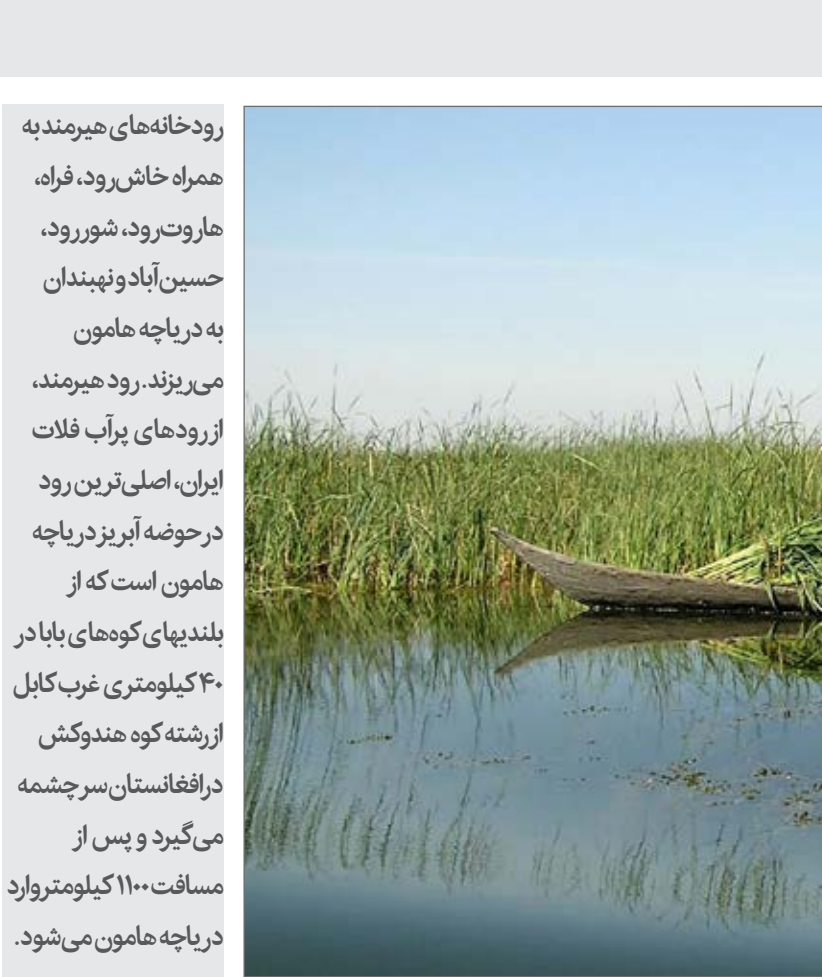 رودخانه‌های هیرمند به
همراه خاش‌رود، فراه،
هاروت‌رود، شوررود،
حسین‌آباد و نهبندان
به دریاچه هامون
می‌ریزند. رود هیرمند،
از رودهای پرآب فلات
ایران، اصلی‌ترین رود
در حوضه آبریز دریاچه
هامون است که از
بلندیهای کوه‌های بابا در
۴۰ کیلومتری غرب کابل
از رشته کوه هندوکش
در افغانستان سرچشمه
می‌گیرد و پس از
مسافت ۱۱۰۰ کیلومتر وارد
دریاچه هامون می‌شود.